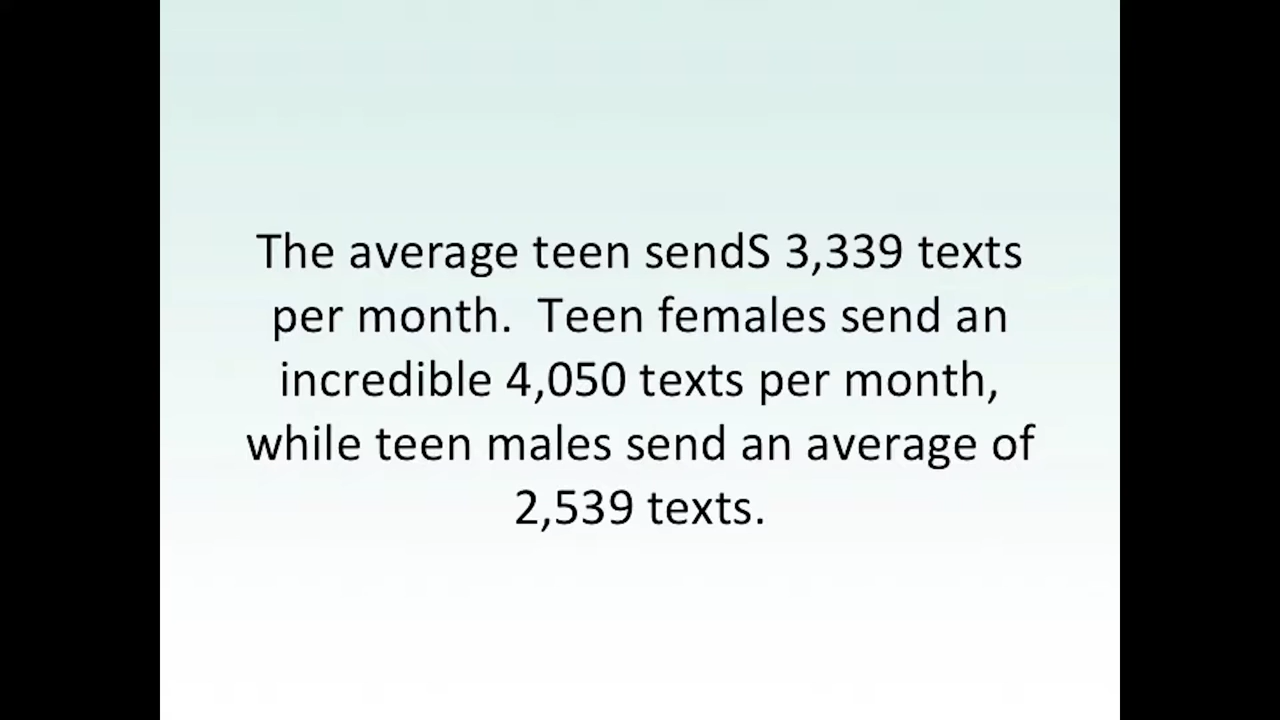 The average teen sendS 3,339 texts
per month.  Teen females send an
incredible 4,050 texts per month,
while teen males send an average of
2,539 texts.